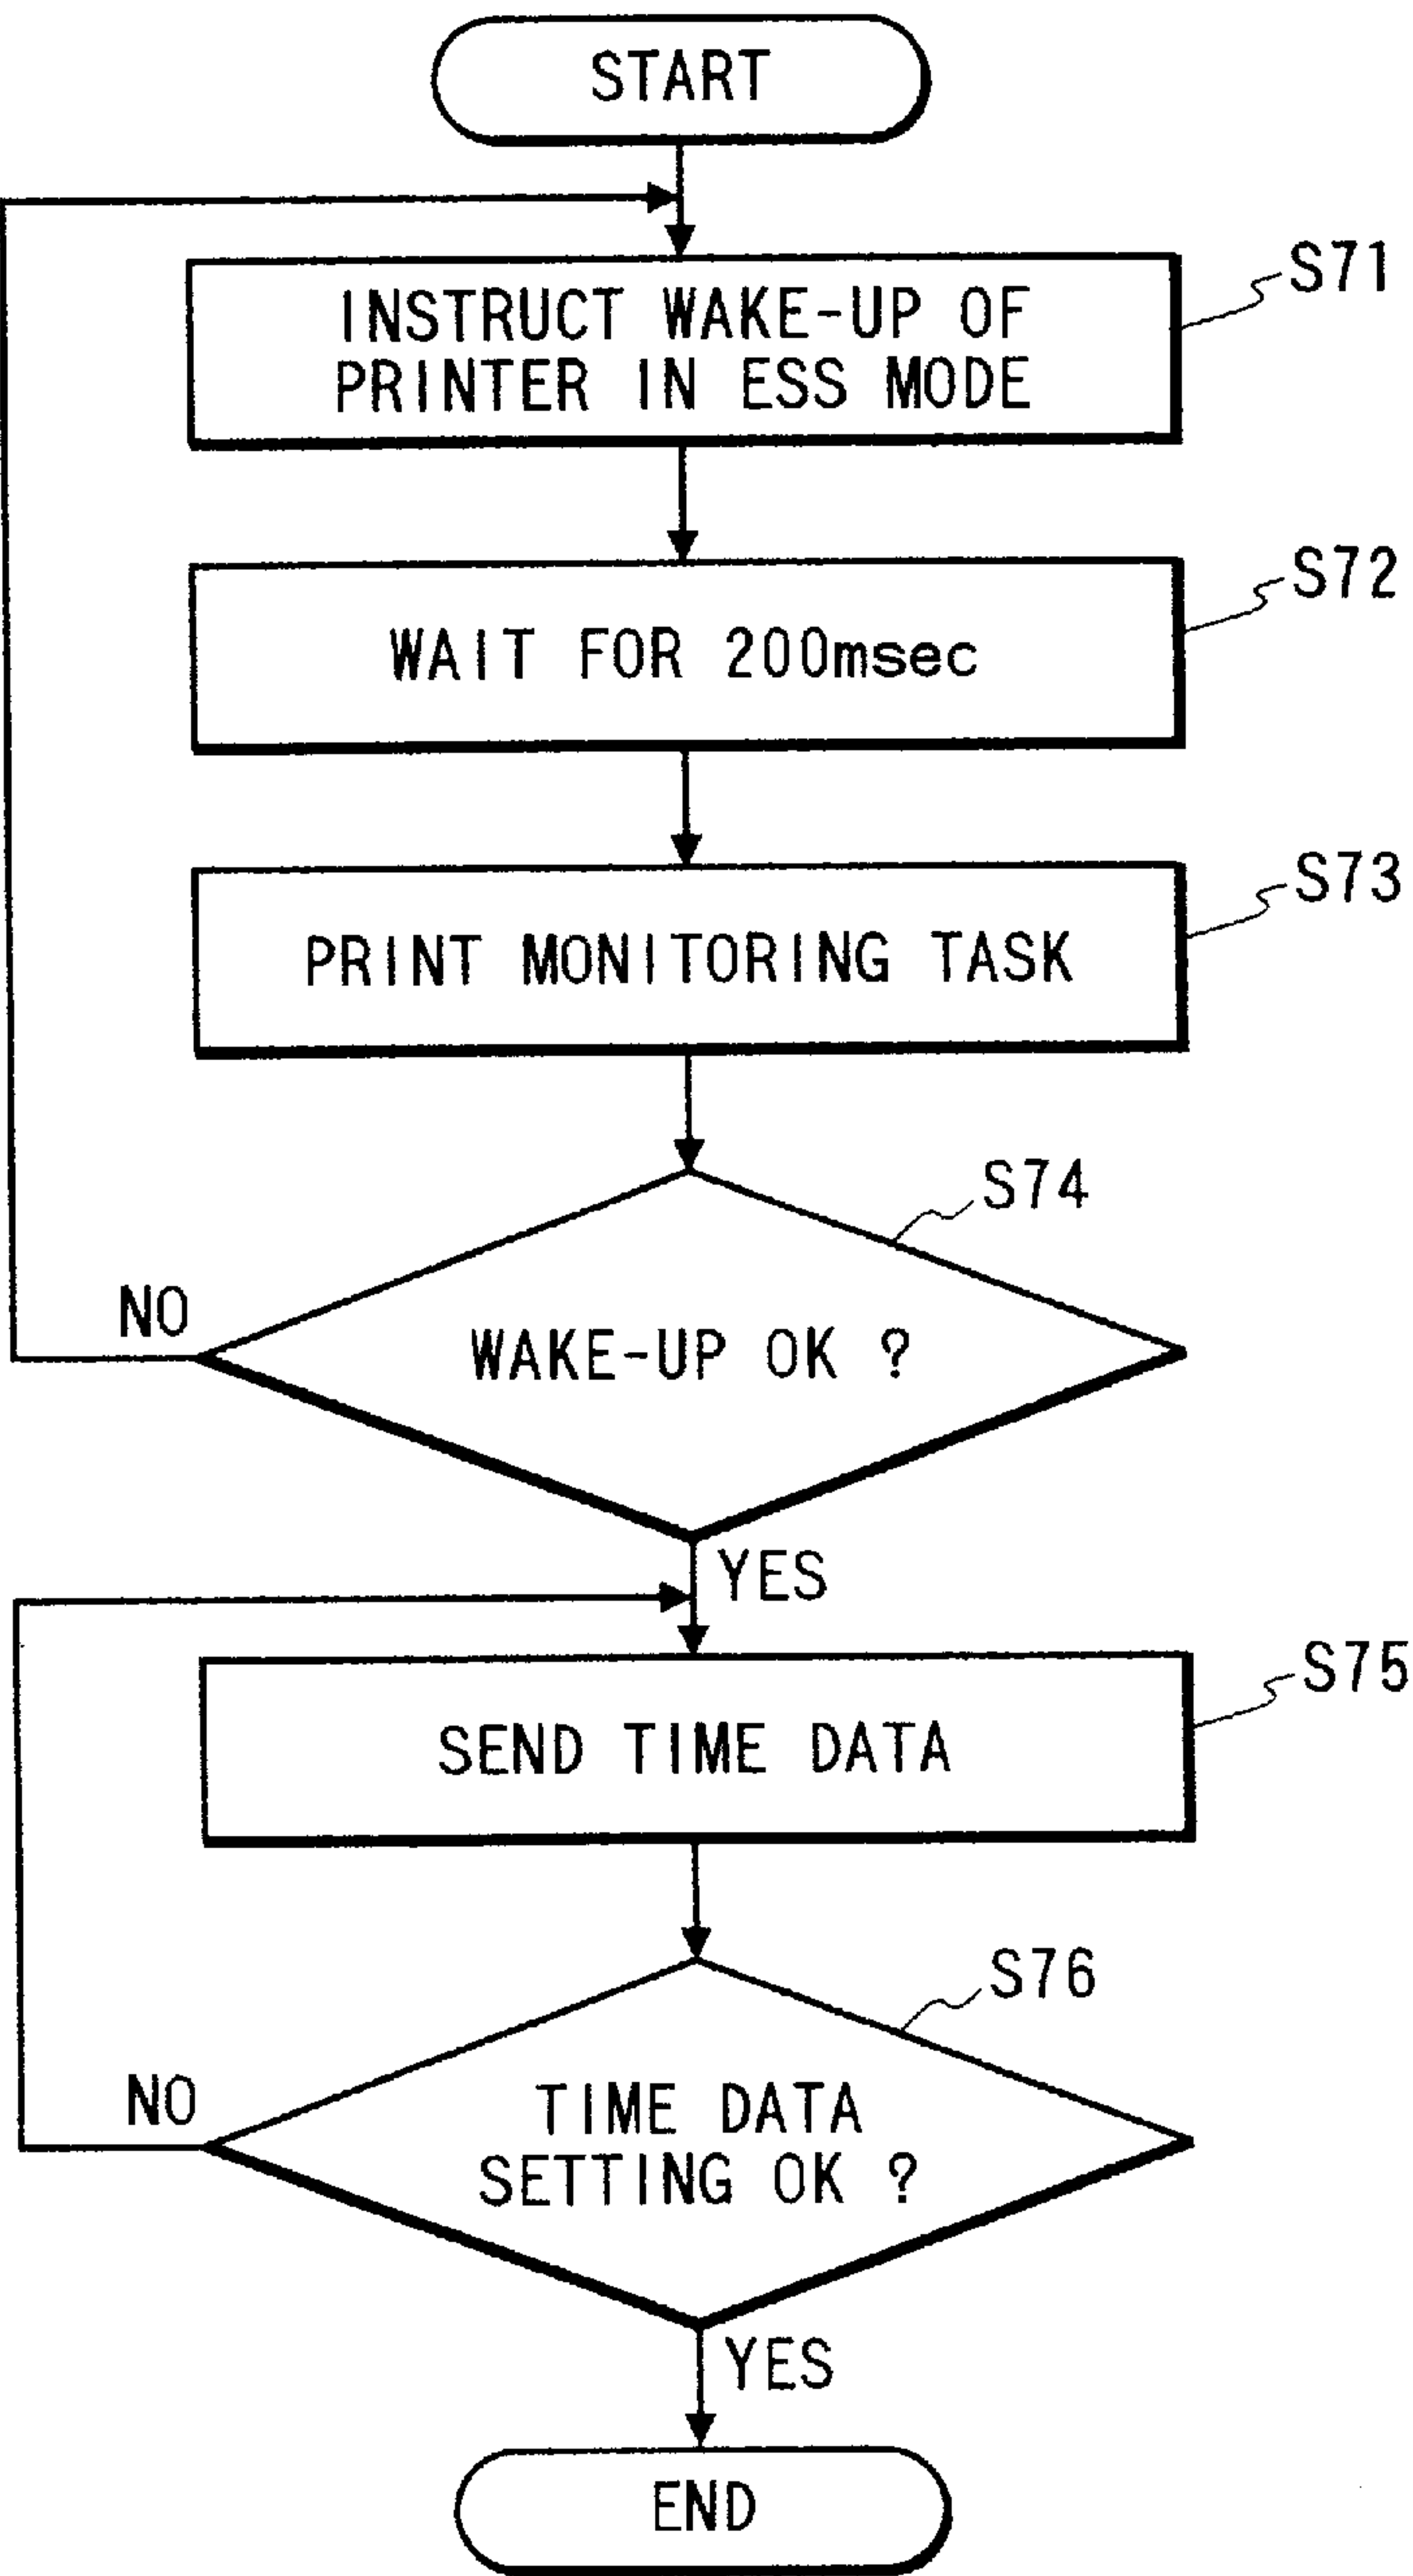 START
S71
INSTRUCT WAKE-UP OF
PRINTER IN ESS MODE
S72
WAIT FOR 200msec
S73
PRINT MONITORING TASK
S74
NO
WAKE-UP OK ?
YES
S75
SEND TIME DATA
S76
NO
TIME DATA
SETTING OK ?
YES
END